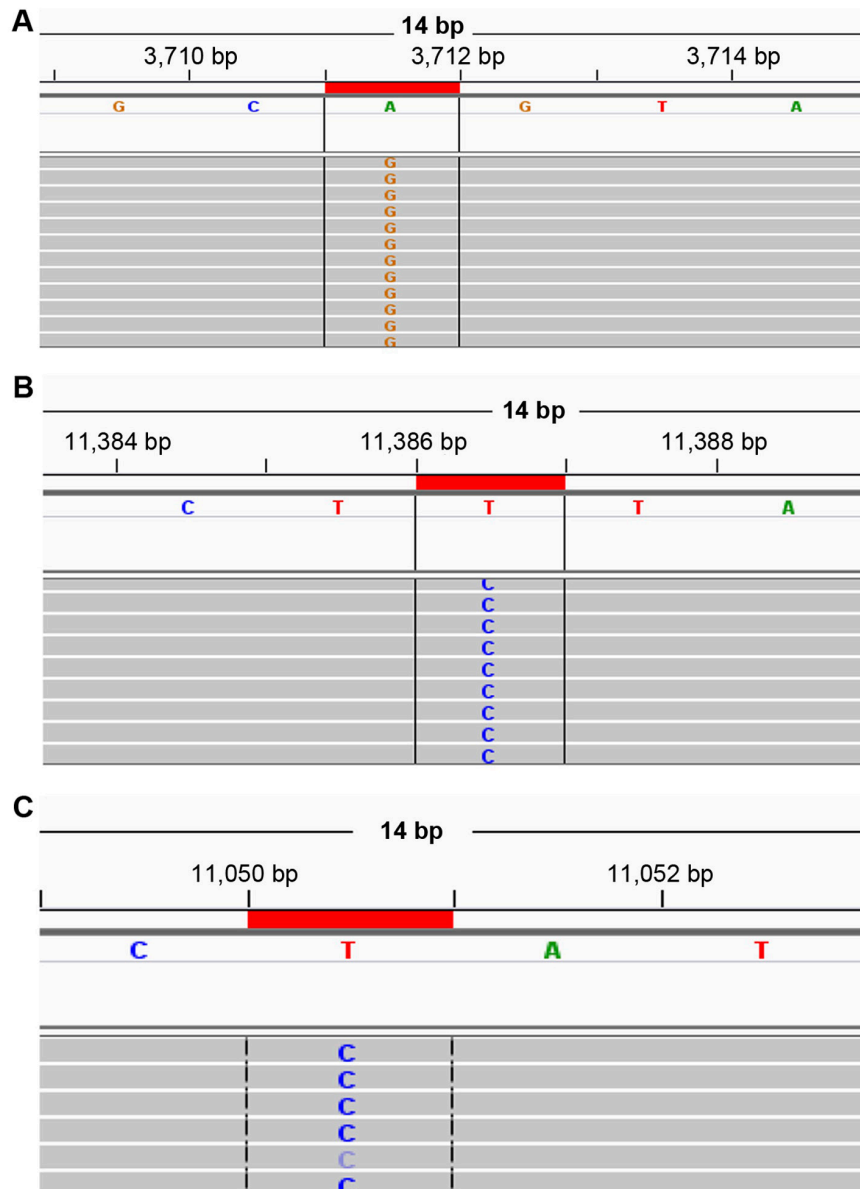 A
14 bp
3,710 bp 3,712 bp 3,714 bp
G C A G T A
G
G
G
G
G
G
G
G
G
G
G
G
B
14 bp
11,384 bp 11,386 bp 11,388 bp
C T T T A
C
C
C
C
C
C
C
C
C
C
14 bp
11,050 bp 11,052 bp
C T A T
C
C
C
C
C
C